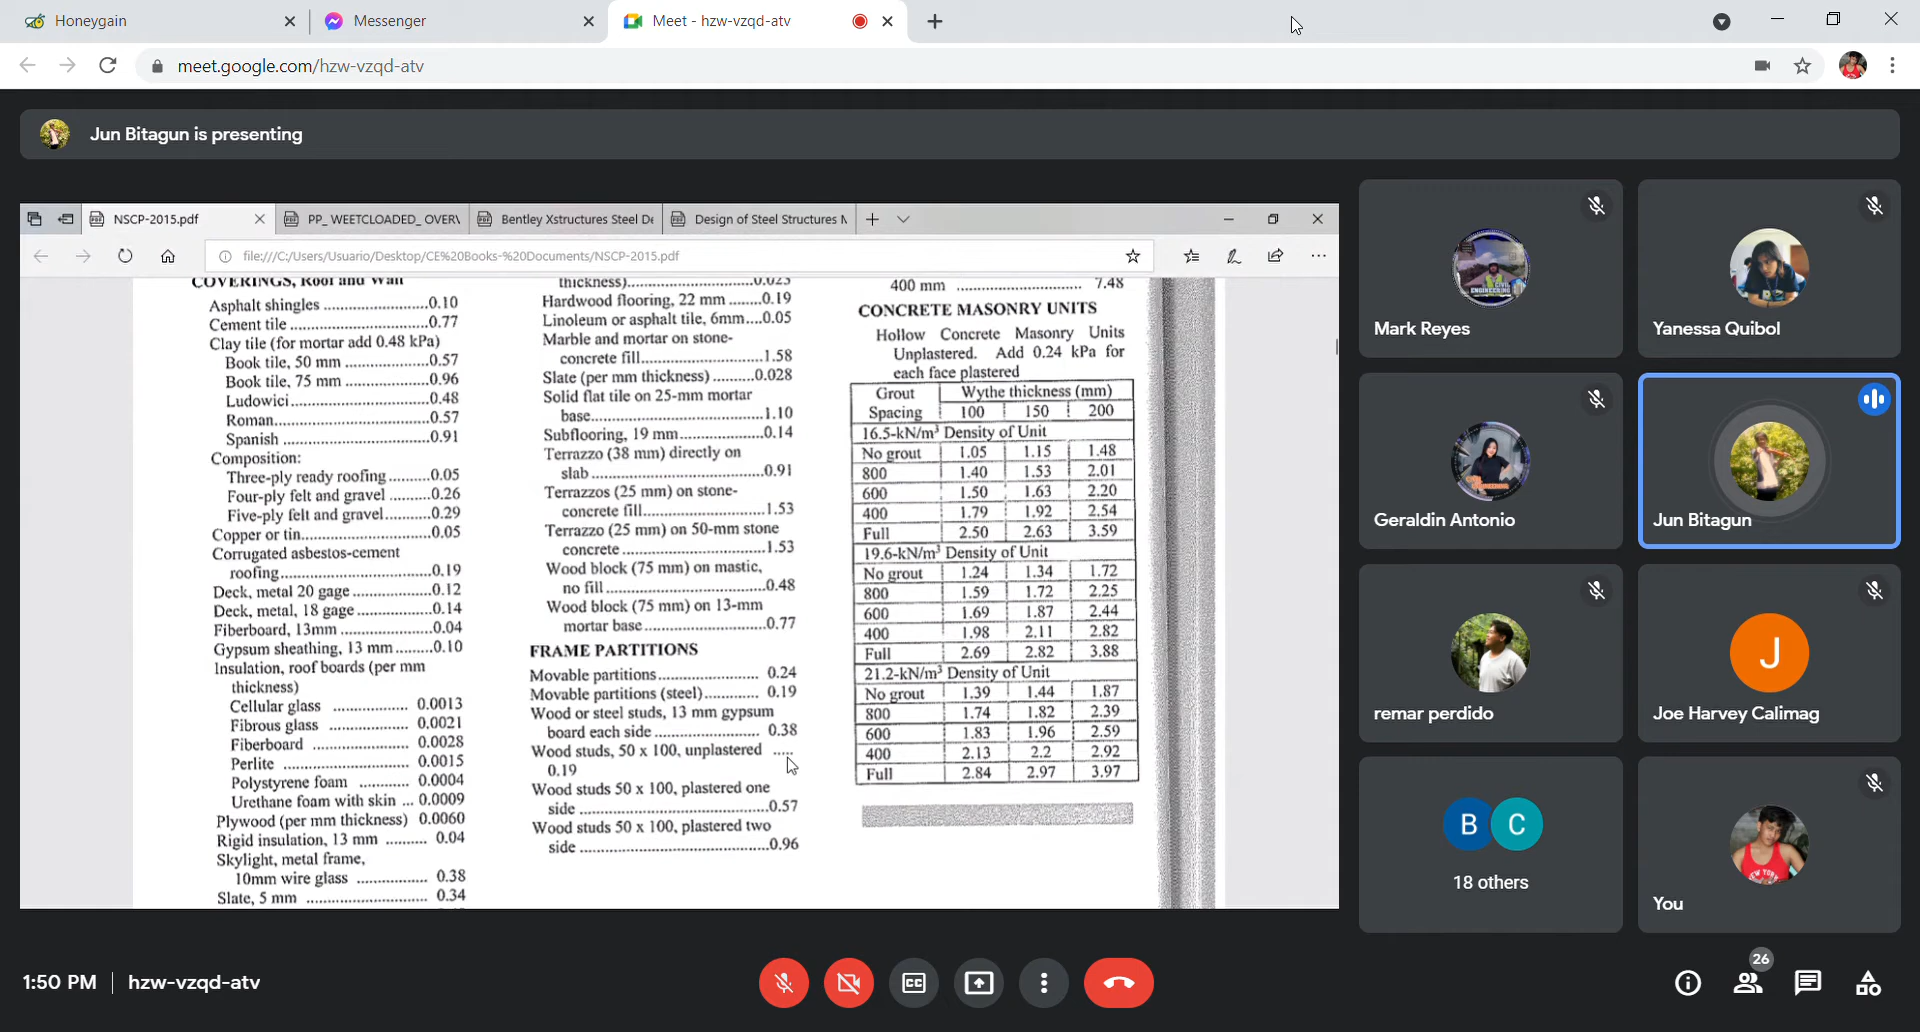 Honeygain
Messenger
Meet - hzw-vzqd-atv
meet.google.com/hzw-vzqd-atv
Jun Bitagun is presenting
NSCP-2015.pdf
PP_ WEETCLOADED_OVERV
Bentley Xstructures Steel De
Design of Steel Structures N
file:///C:/Users/Usuario/Desktop/CE%20Books-%20Documents/NSCP-2015.pdf
COVERINGS, Roof and Wall
Asphalt shingles ..........................0.10
Cement tile ..........................0.77
Clay tile (for mortar add 0.48 kPa)
Book tile, 50 mm ................0.57
Book tile, 75 mm ................0.96
Ludowici..........................0.48
Roman..........................0.57
Spanish ..........................0.91
Composition:
Three-ply ready roofing ........0.05
Four-ply felt and gravel ........0.26
Five-ply felt and gravel.........0.29
Copper or tin..........................0.05
Corrugated asbestos-cement
roofing..........................0.19
Deck, metal 20 gage ................0.12
Deck, metal, 18 gage ...............0.14
Fiberboard, 13mm ................0.04
Gypsum sheathing, 13 mm ........0.10
Insulation, roof boards (per mm
thickness)
Cellular glass .............. 0.0013
Fibrous glass .............. 0.0021
Fiberboard .................. 0.0028
Perlite ........................ 0.0015
Polystyrene foam ......... 0.0004
Urethane foam with skin ... 0.0009
Plywood (per mm thickness) 0.0060
Rigid insulation, 13 mm ......... 0.04
Skylight, metal frame,
10mm wire glass .............. 0.38
Slate, 5 mm ........................ 0.34
thickness)..........................0.023
Hardwood flooring, 22 mm .......0.19
Linoleum or asphalt tile, 6mm....0.05
Marble and mortar on stone-
concrete fill..........................1.58
Slate (per mm thickness) .........0.028
Solid flat tile on 25-mm mortar
base..........................1.10
Subflooring, 19 mm................0.14
Terrazzo (38 mm) directly on
slab ..........................0.91
Terrazzos (25 mm) on stone-
concrete fill..........................1.53
Terrazzo (25 mm) on 50-mm stone
concrete ..........................1.53
Wood block (75 mm) on mastic,
no fill ..........................0.48
Wood block (75 mm) on 13-mm
mortar base..........................0.77
FRAME PARTITIONS
Movable partitions................... 0.24
Movable partitions (steel)........... 0.19
Wood or steel studs, 13 mm gypsum
board each side ..................... 0.38
Wood studs, 50 x 100, unplastered .....
0.19
Wood studs 50 x 100, plastered one
side ..........................0.57
Wood studs 50 x 100, plastered two
side ..........................0.96
400 mm .......................... 7.48
CONCRETE MASONRY UNITS
Hollow Concrete Masonry Units
Unplastered. Add 0.24 kPa for
each face plastered
Grout Wythe thickness (mm)
Spacing 100 150 200
16.5-kN/m³ Density of Unit
No grout 1.05 1.15 1.48
800 1.40 1.53 2.01
600 1.50 1.63 2.20
400 1.79 1.92 2.54
Full 2.50 2.63 3.59
19.6-kN/m³ Density of Unit
No grout 1.24 1.34 1.72
800 1.59 1.72 2.25
600 1.69 1.87 2.44
400 1.98 2.11 2.82
Full 2.69 2.82 3.88
21.2-kN/m³ Density of Unit
No grout 1.39 1.44 1.87
800 1.74 1.82 2.39
600 1.83 1.96 2.59
400 2.13 2.2 2.92
Full 2.84 2.97 3.97
CIVIL
ENGINEERING
Mark Reyes
Yanessa Quibol
Geraldin Antonio
Jun Bitagun
remar perdido
J
Joe Harvey Calimag
B
C
18 others
NEW YORK
You
1:50 PM
hzw-vzqd-atv
CC
26